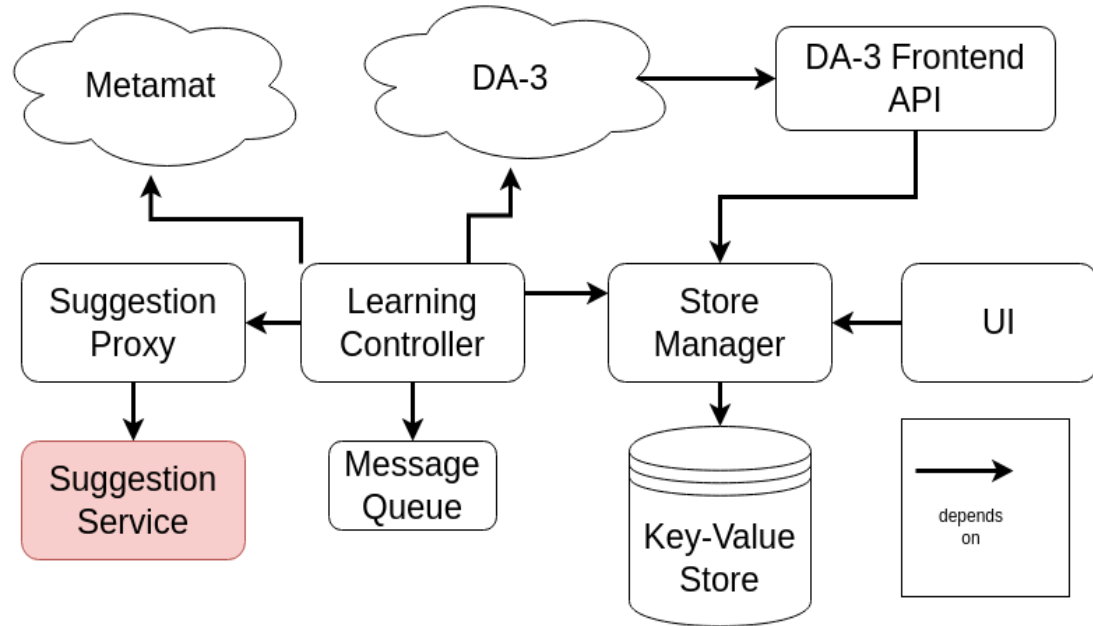 Metamat
DA-3
DA-3 Frontend
API
Suggestion
Proxy
Learning
Controller
Store
Manager
UI
Suggestion
Service
Message
Queue
Key-Value
Store
depends
on